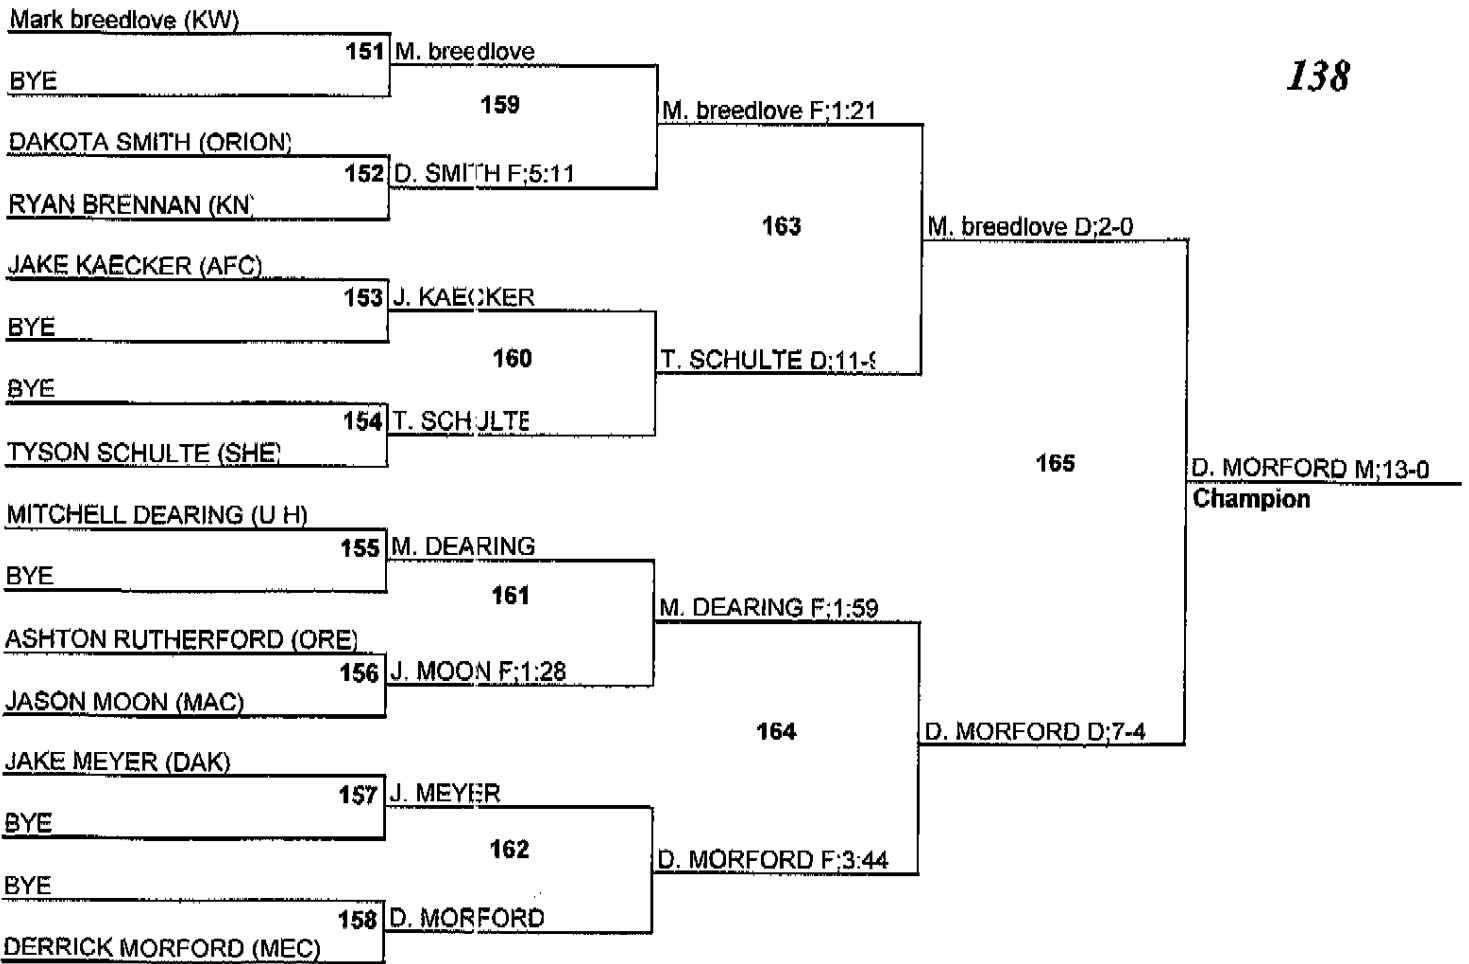 Mark breedlove (KW)
151 M. breedlove
BYE
138
159
M. breedlove F;1:21
DAKOTA SMITH (ORION)
152 D. SMITH F;5:11
RYAN BRENNAN (KN)
163
M. breedlove D;2-0
JAKE KAECKER (AFC)
153 J. KAECKER
BYE
160
T. SCHULTE D;11-9
BYE
154 T. SCHULTE
TYSON SCHULTE (SHE)
165
D. MORFORD M;13-0
Champion
MITCHELL DEARING (U H)
155 M. DEARING
BYE
161
M. DEARING F;1:59
ASHTON RUTHERFORD (ORE)
156 J. MOON F;1:28
JASON MOON (MAC)
164
D. MORFORD D;7-4
JAKE MEYER (DAK)
157 J. MEYER
BYE
162
D. MORFORD F;3:44
BYE
158 D. MORFORD
DERRICK MORFORD (MEC)